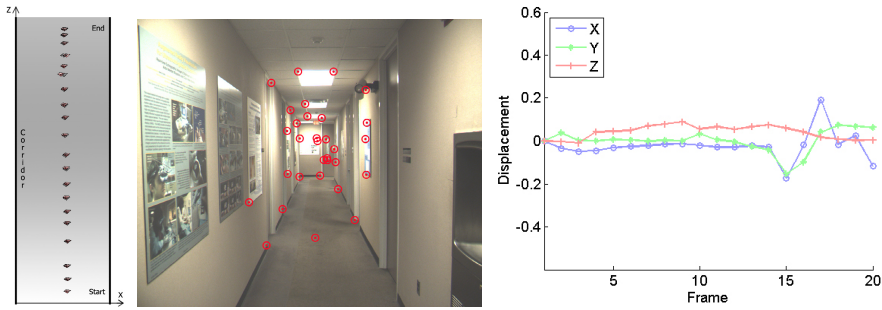 Z
End
Corridor
Start
X
0.6
0.4
0.2
0
-0.2
-0.4
Displacement
X
Y
Z
5
10
15
20
Frame